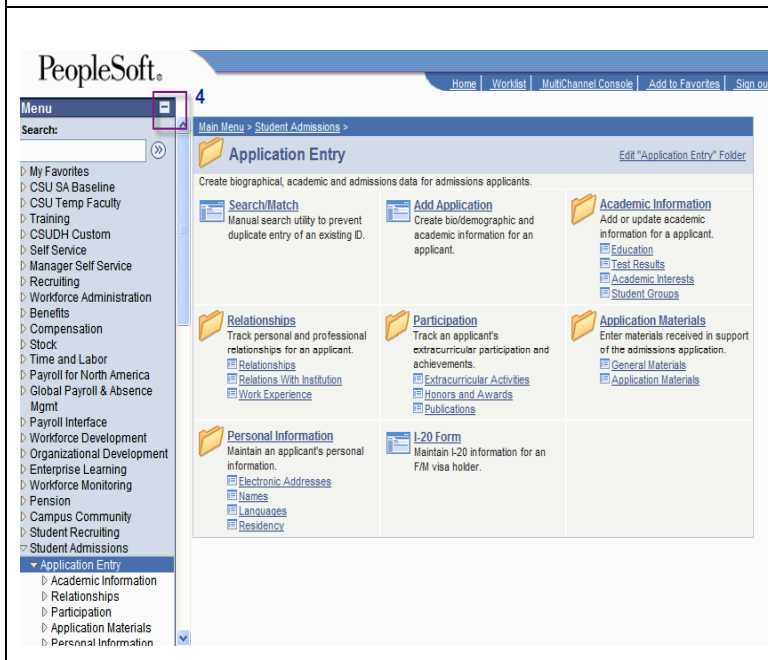 PeopleSoft®
Home | Worklist | MultiChannel Console | Add to Favorites | Sign ou
4
Menu
Search:
My Favorites
CSU SA Baseline
CSU Temp Faculty
Training
CSUDH Custom
Self Service
Manager Self Service
Recruiting
Workforce Administration
Benefits
Compensation
Stock
Time and Labor
Payroll for North America
Global Payroll & Absence
Mgmt
Payroll Interface
Workforce Development
Organizational Development
Enterprise Learning
Workforce Monitoring
Pension
Campus Community
Student Recruiting
Student Admissions
Application Entry
Academic Information
Relationships
Participation
Application Materials
Personal Information
Main Menu > Student Admissions >
Application Entry
Edit "Application Entry" Folder
Create biographical, academic and admissions data for admissions applicants.
Search/Match
Manual search utility to prevent
duplicate entry of an existing ID.
Add Application
Create bio/demographic and
academic information for an
applicant.
Academic Information
Add or update academic
information for a applicant.
Education
Test Results
Academic Interests
Student Groups
Relationships
Track personal and professional
relationships for an applicant.
Relationships
Relations With Institution
Work Experience
Participation
Track an applicant's
extracurricular participation and
achievements.
Extracurricular Activities
Honors and Awards
Publications
Application Materials
Enter materials received in support
of the admissions application.
General Materials
Application Materials
Personal Information
Maintain an applicant's personal
information.
Electronic Addresses
Names
Languages
Residency
I-20 Form
Maintain I-20 information for an
F/M visa holder.